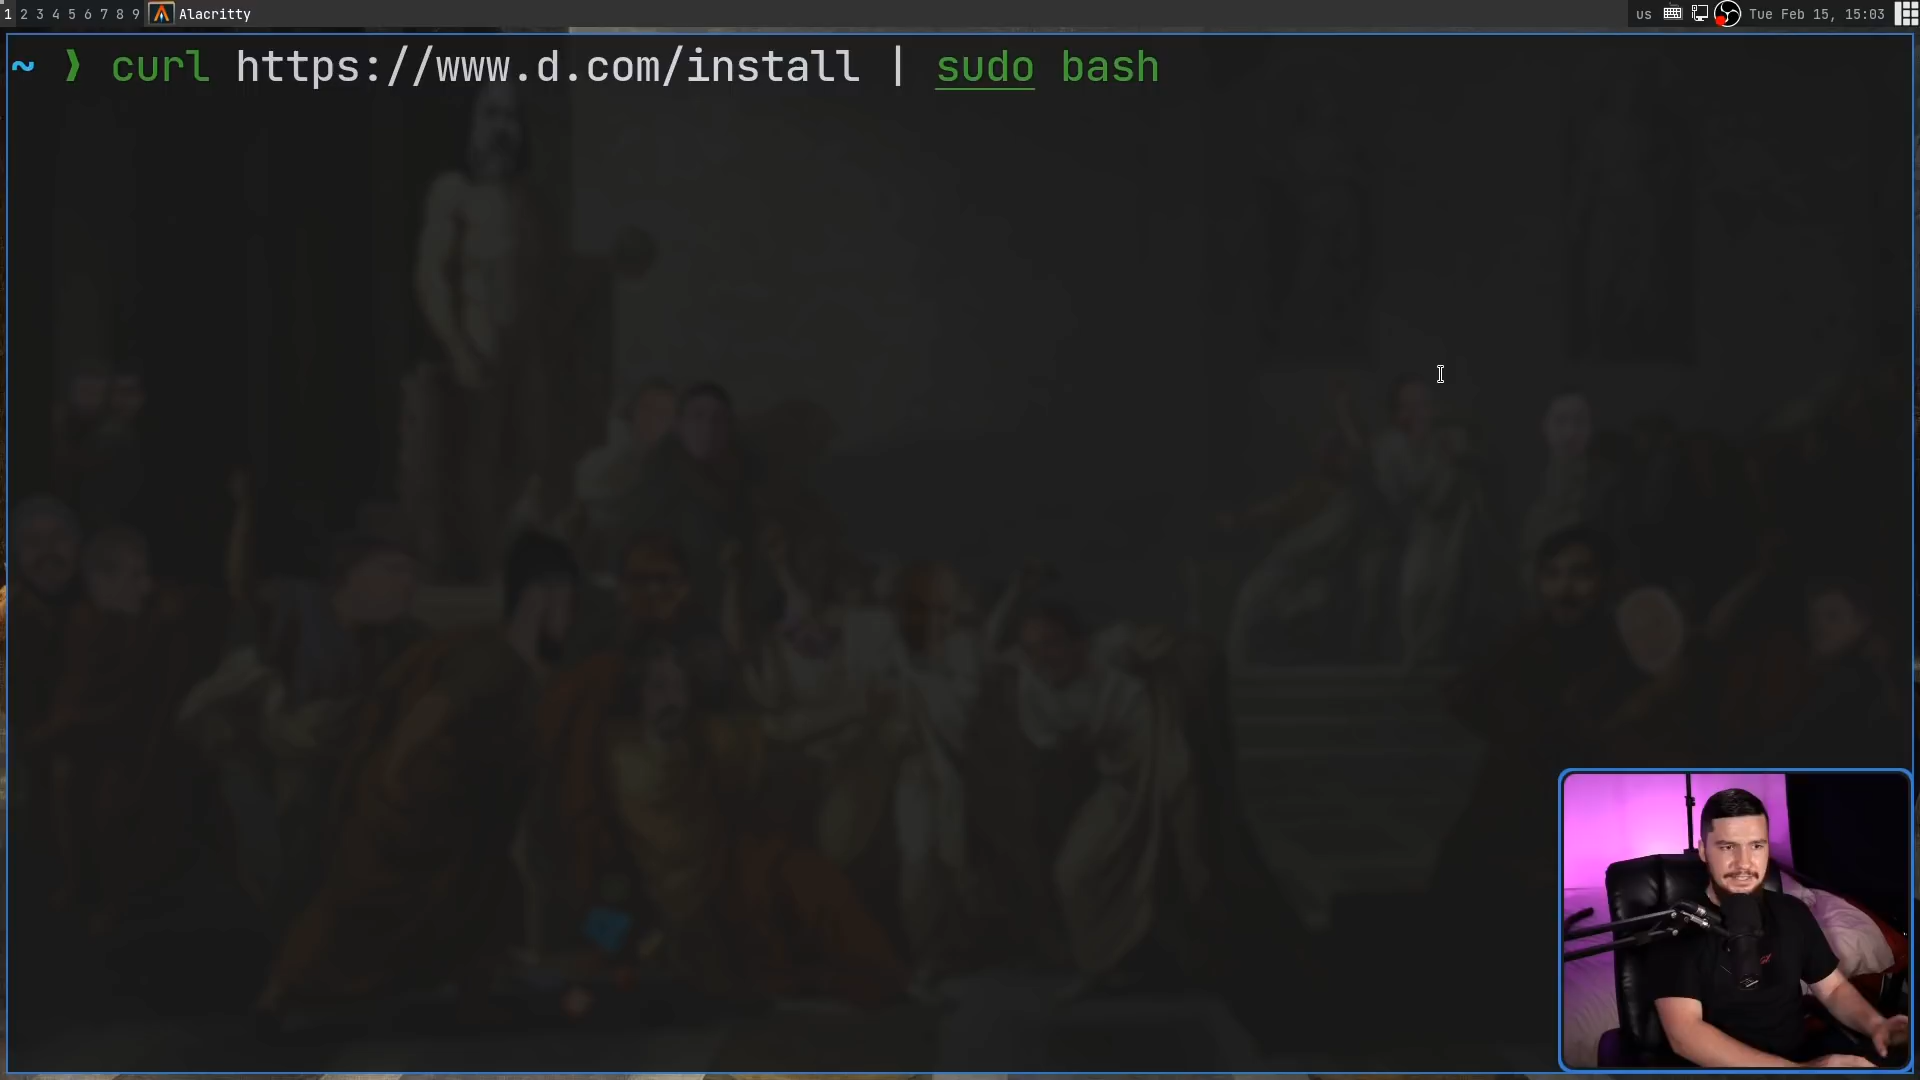 1 2 3 4 5 6 7 8 9 Alacritty us Tue Feb 15, 15:03
~ ❯ curl https://www.d.com/install | sudo bash